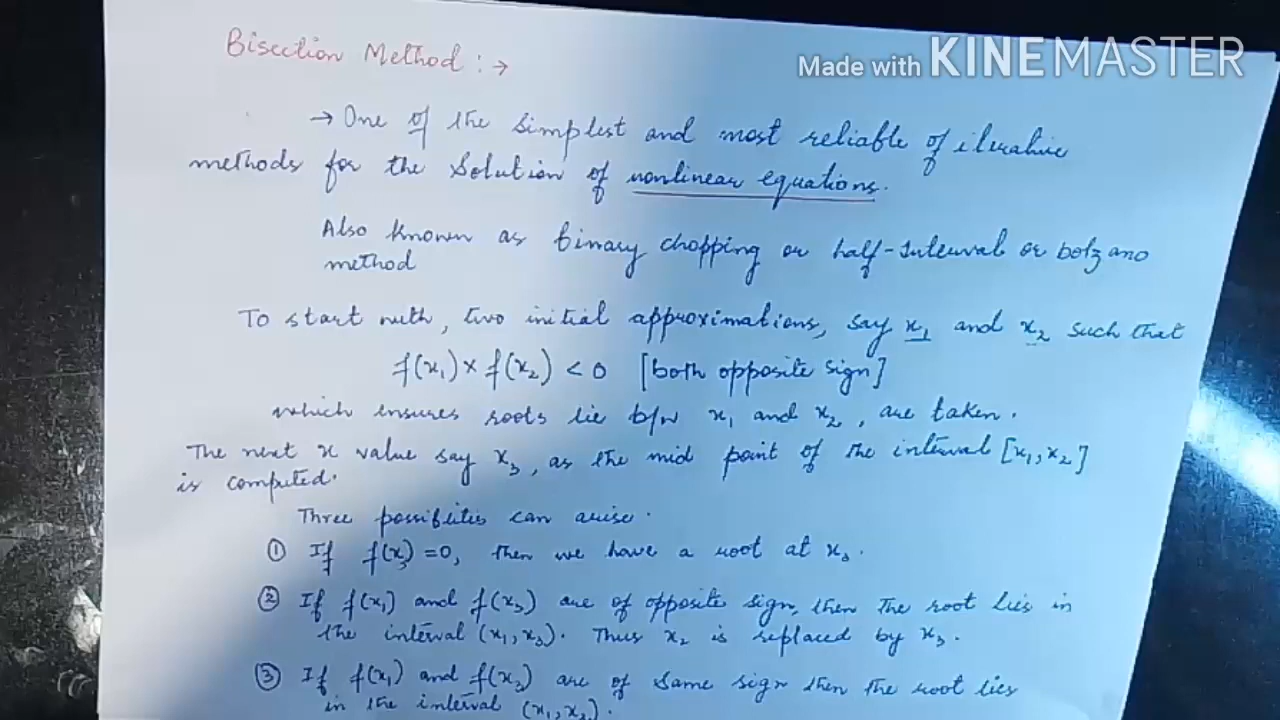 Bisection Method :→
Made with KINEMASTER
→ One of the simplest and most reliable of iterative
methods for the solution of nonlinear equations.
Also known as binary chopping or half-Interval or bolzano
method
To start with, two initial approximations, say x₁ and x₂ such that
f(x₁) × f(x₂) < 0 [both opposite sign]
which ensures roots lie b/w x₁ and x₂, are taken.
The next x value say x₃, as the mid point of the interval [x₁, x₂]
is computed.
Three possiblities can arise.
① If f(x₃) = 0, then we have a root at x₃.
② If f(x₁) and f(x₃) are of opposite sign, then the root lies in
the interval (x₁, x₃). Thus x₂ is replaced by x₃.
③ If f(x₁) and f(x₃) are of same sign then the root lies
in the interval